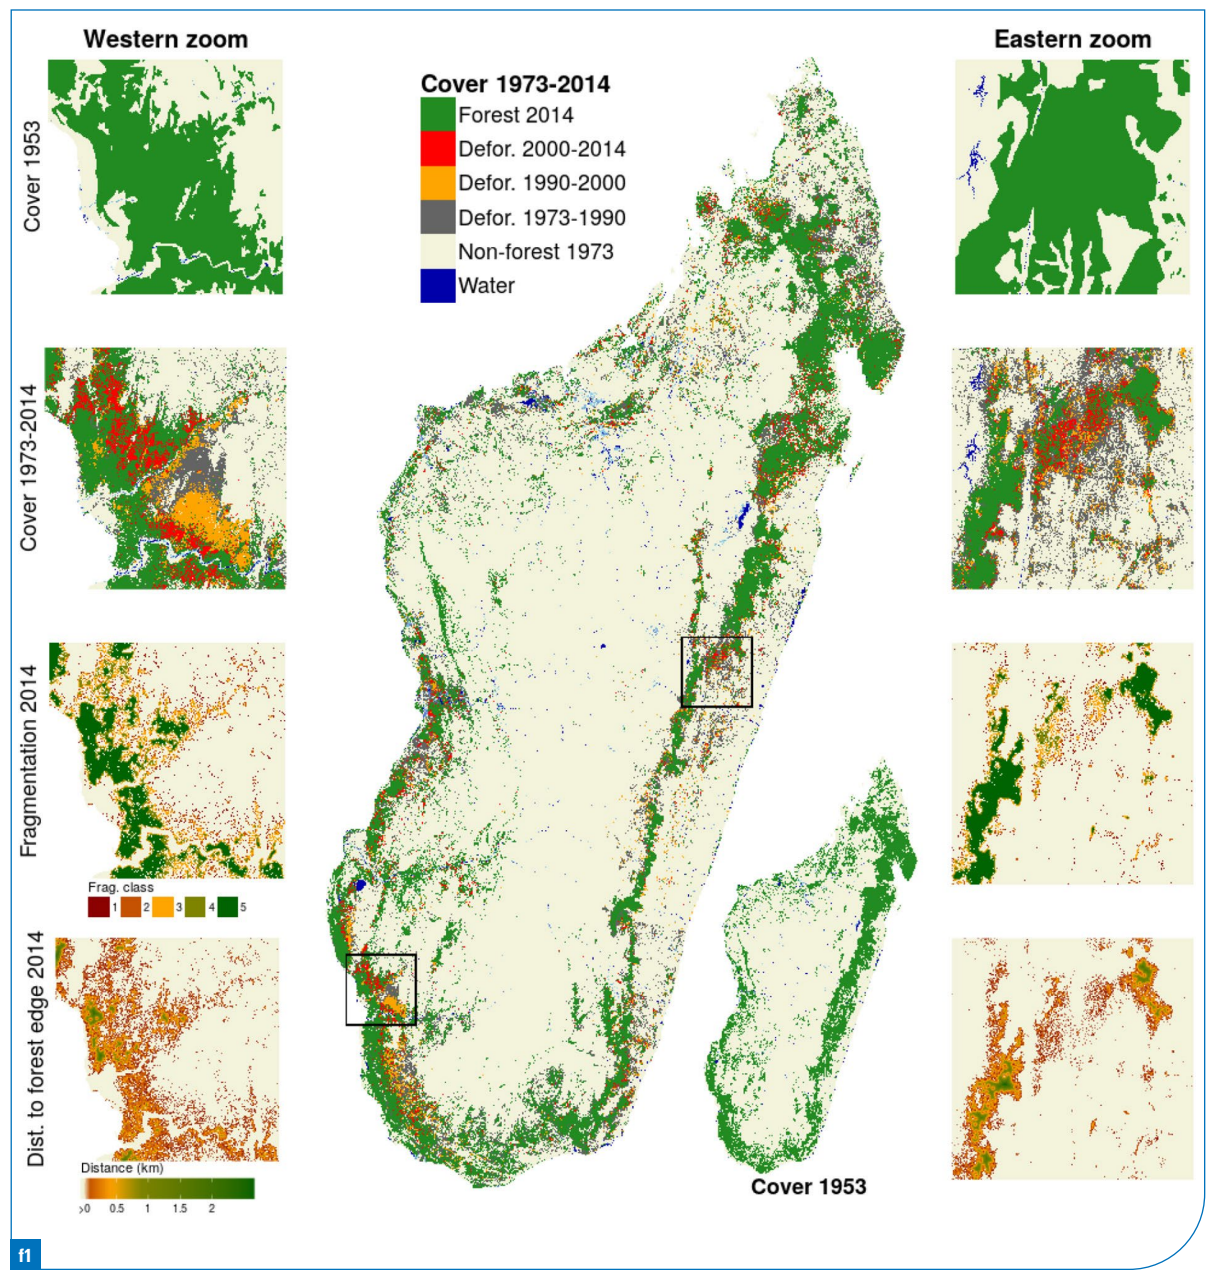 Western zoom
Eastern zoom
Cover 1953
Cover 1973-2014
Forest 2014
Defor. 2000-2014
Defor. 1990-2000
Defor. 1973-1990
Non-forest 1973
Water
Cover 1973-2014
Fragmentation 2014
Frag. class
1 2 3 4 5
Dist. to forest edge 2014
Distance (km)
>0 0.5 1 1.5 2
Cover 1953
f1